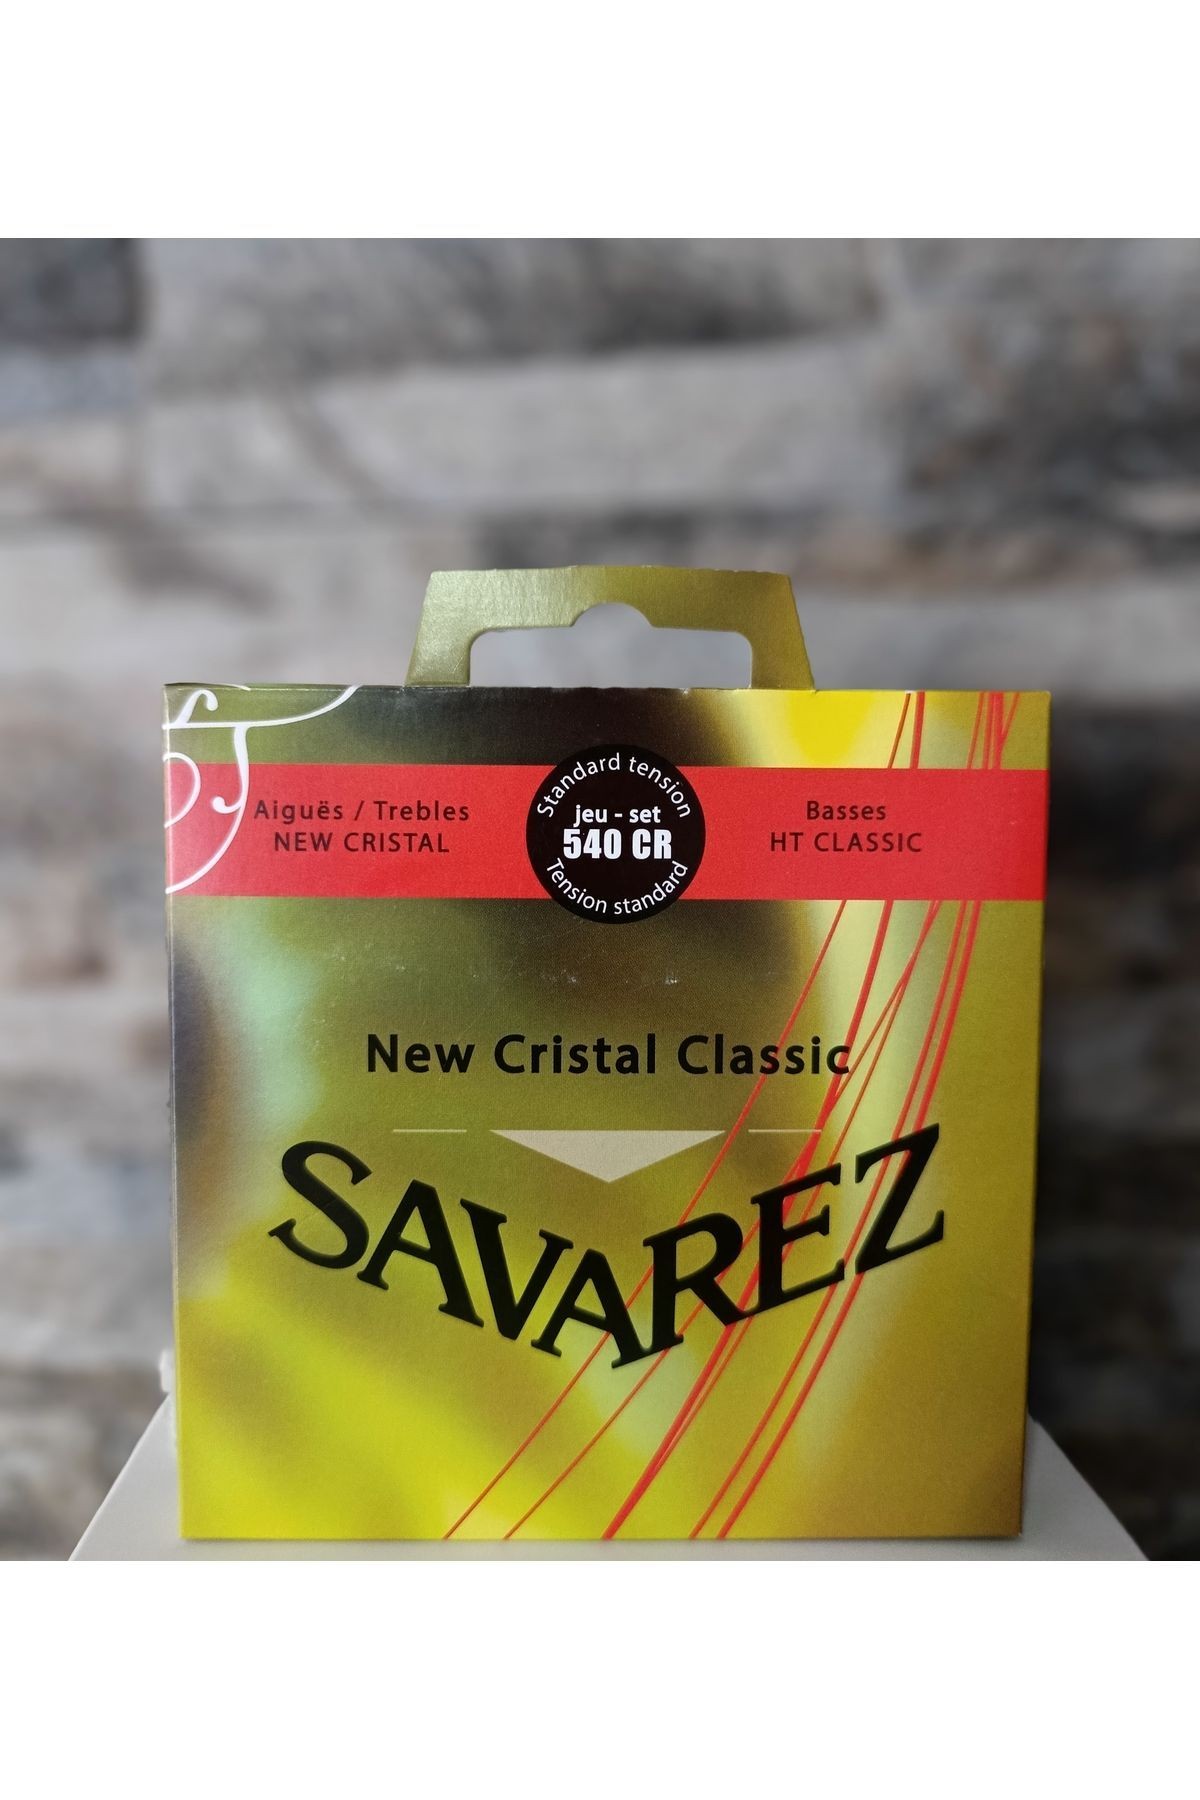 Standard tension
jeu - set
540 CR
Tension standard
Aiguës / Trebles
NEW CRISTAL
Basses
HT CLASSIC
New Cristal Classic
SAVAREZ